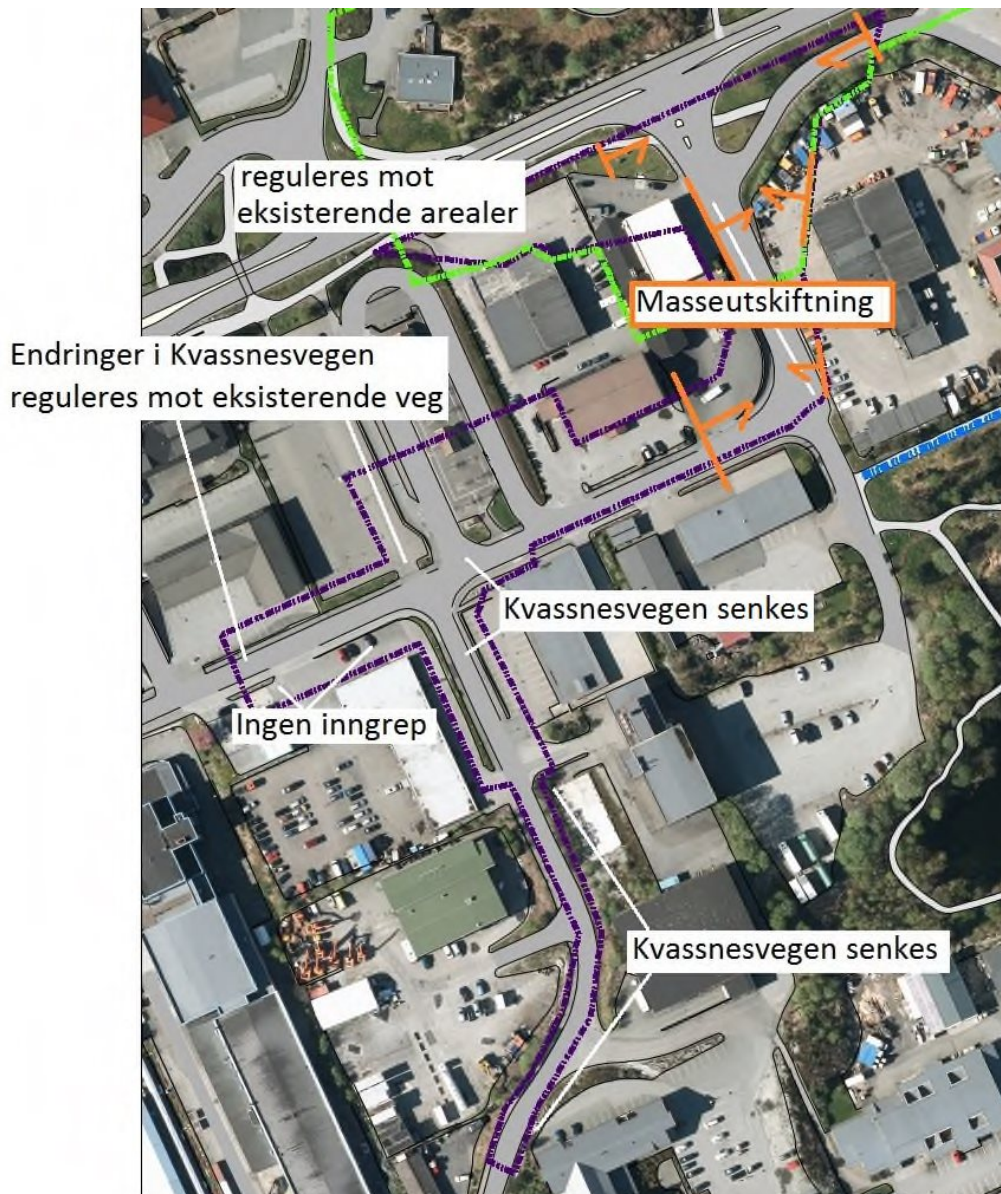 reguleres mot
eksisterende arealer
Masseutskiftning
Endringer i Kvassnesvegen
reguleres mot eksisterende veg
Kvassnesvegen senkes
Ingen inngrep
Kvassnesvegen senkes